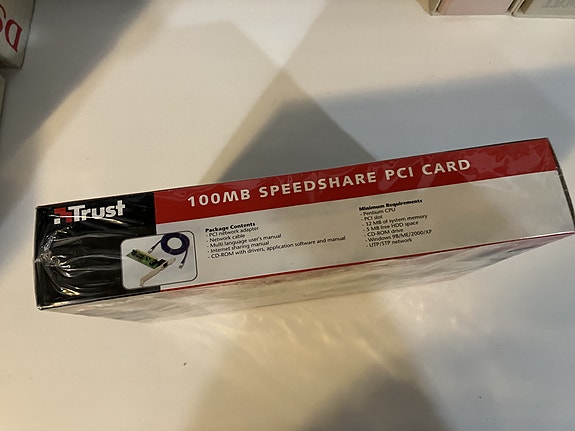 Trust
100MB SPEEDSHARE PCI CARD
Package Contents
- PCI network adapter
- Network cable
- Multi language user's manual
- Internet sharing manual
- CD-ROM with drivers, application software and manual
Minimum Requirements
- Pentium CPU
- PCI slot
- 12 MB of system memory
- 5 MB free HDD space
- CD-ROM drive
- Windows 98/ME/2000/XP
- UTP/STP network